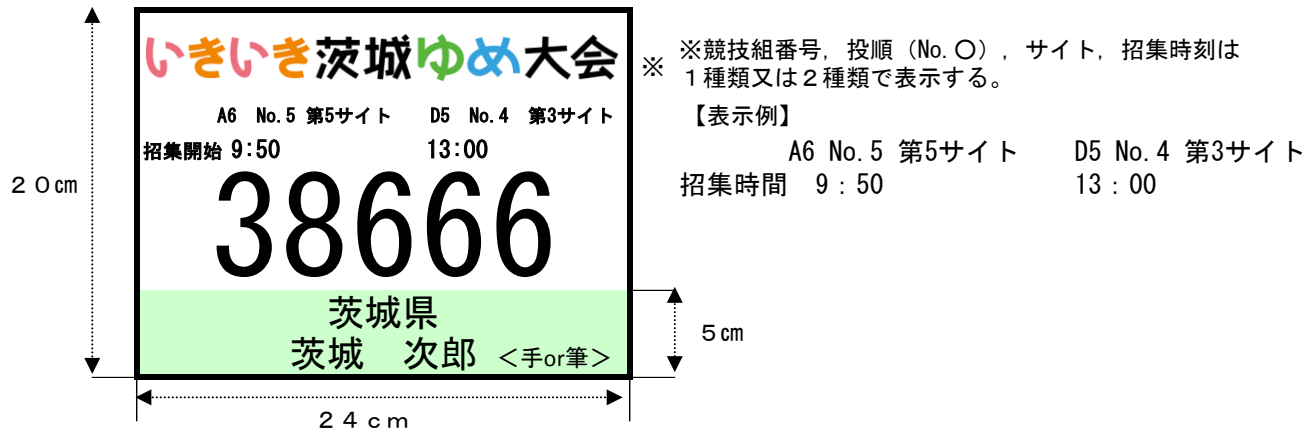 いきいき茨城ゆめ大会
A6 No.5 第5サイト D5 No.4 第3サイト
招集開始 9:50 13:00
38666
茨城県
茨城 次郎 <手or筆>
20㎝
24cm
5㎝
※
※競技組番号,投順(No.○),サイト,招集時刻は
1種類又は2種類で表示する。
【表示例】
A6 No.5 第5サイト D5 No.4 第3サイト
招集時間 9:50 13:00